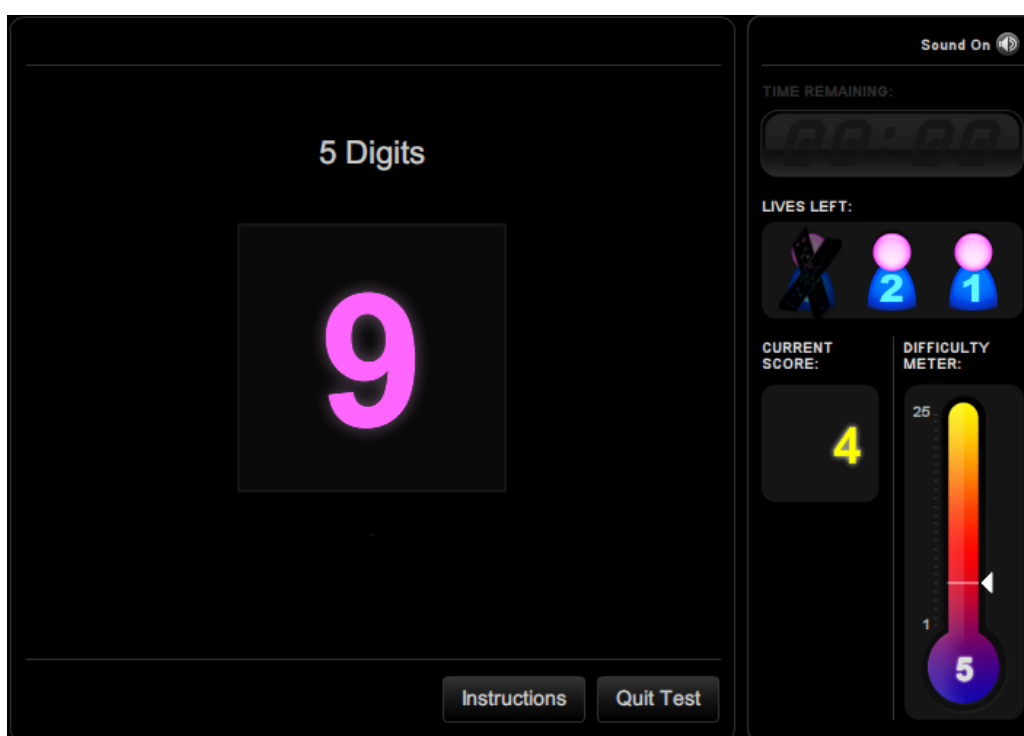 Sound On
TIME REMAINING:
00:00
5 Digits
LIVES LEFT:
2 1
9
CURRENT SCORE:
4
DIFFICULTY METER:
25
1
5
Instructions
Quit Test